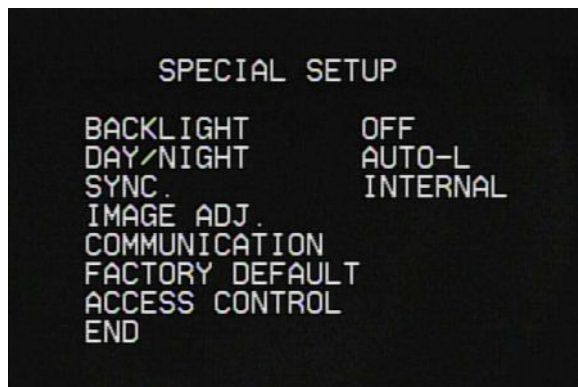 SPECIAL SETUP
BACKLIGHT OFF
DAY/NIGHT AUTO-L
SYNC. INTERNAL
IMAGE ADJ.
COMMUNICATION
FACTORY DEFAULT
ACCESS CONTROL
END